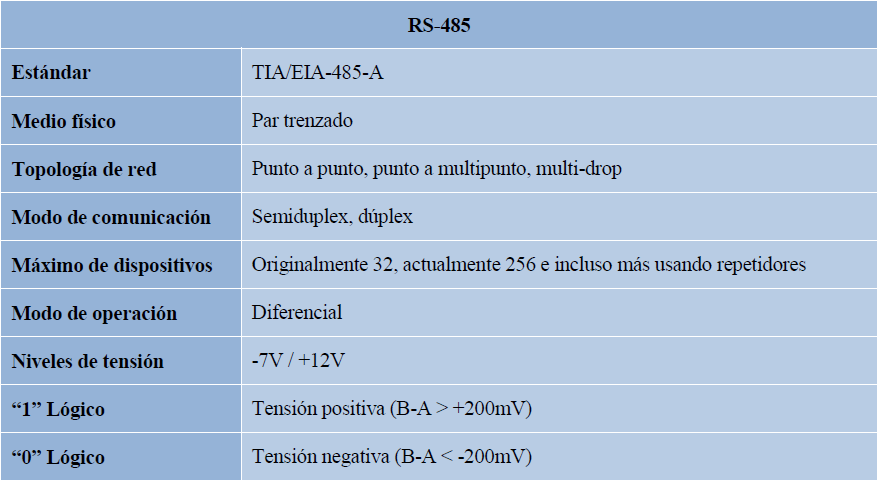 RS-485
Estándar TIA/EIA-485-A
Medio físico Par trenzado
Topología de red Punto a punto, punto a multipunto, multi-drop
Modo de comunicación Semiduplex, dúplex
Máximo de dispositivos Originalmente 32, actualmente 256 e incluso más usando repetidores
Modo de operación Diferencial
Niveles de tensión -7V / +12V
“1” Lógico Tensión positiva (B-A > +200mV)
“0” Lógico Tensión negativa (B-A < -200mV)